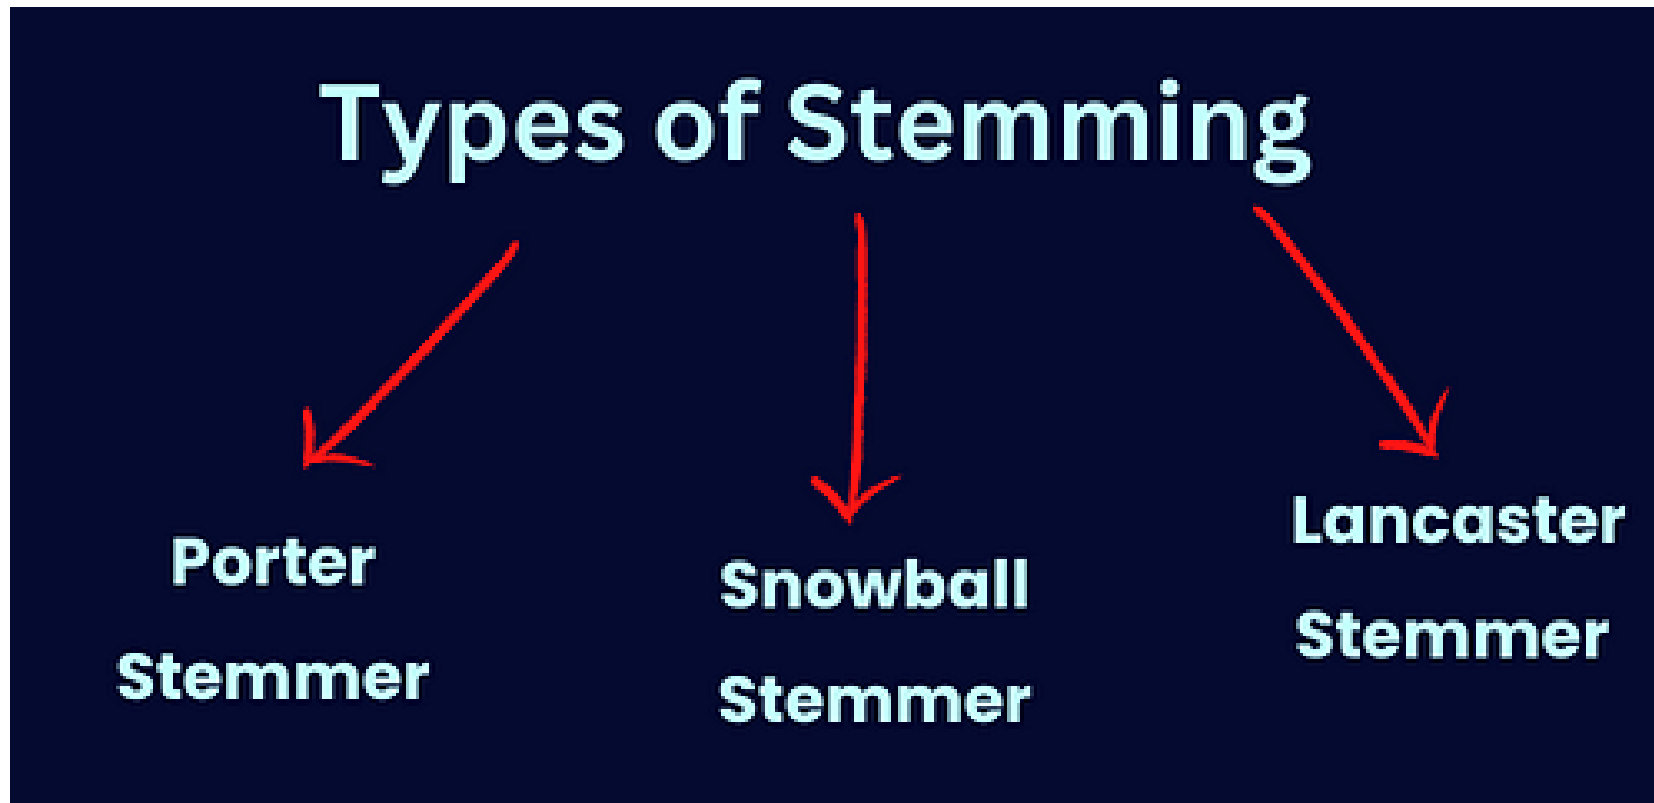 Types of Stemming
Porter
Stemmer
Snowball
Stemmer
Lancaster
Stemmer